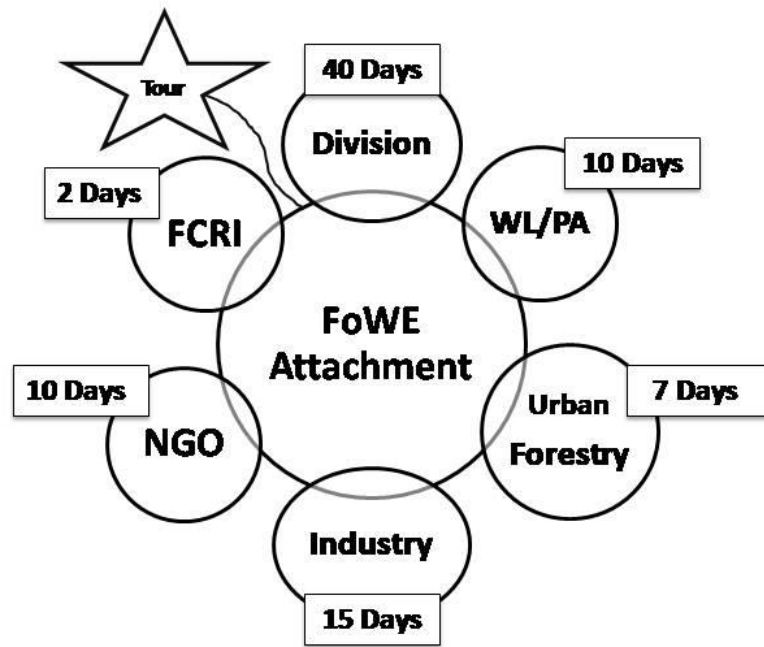 Tour
40 Days
Division
10 Days
WL/PA
2 Days
FCRI
FoWE
Attachment
10 Days
NGO
7 Days
Urban
Forestry
Industry
15 Days